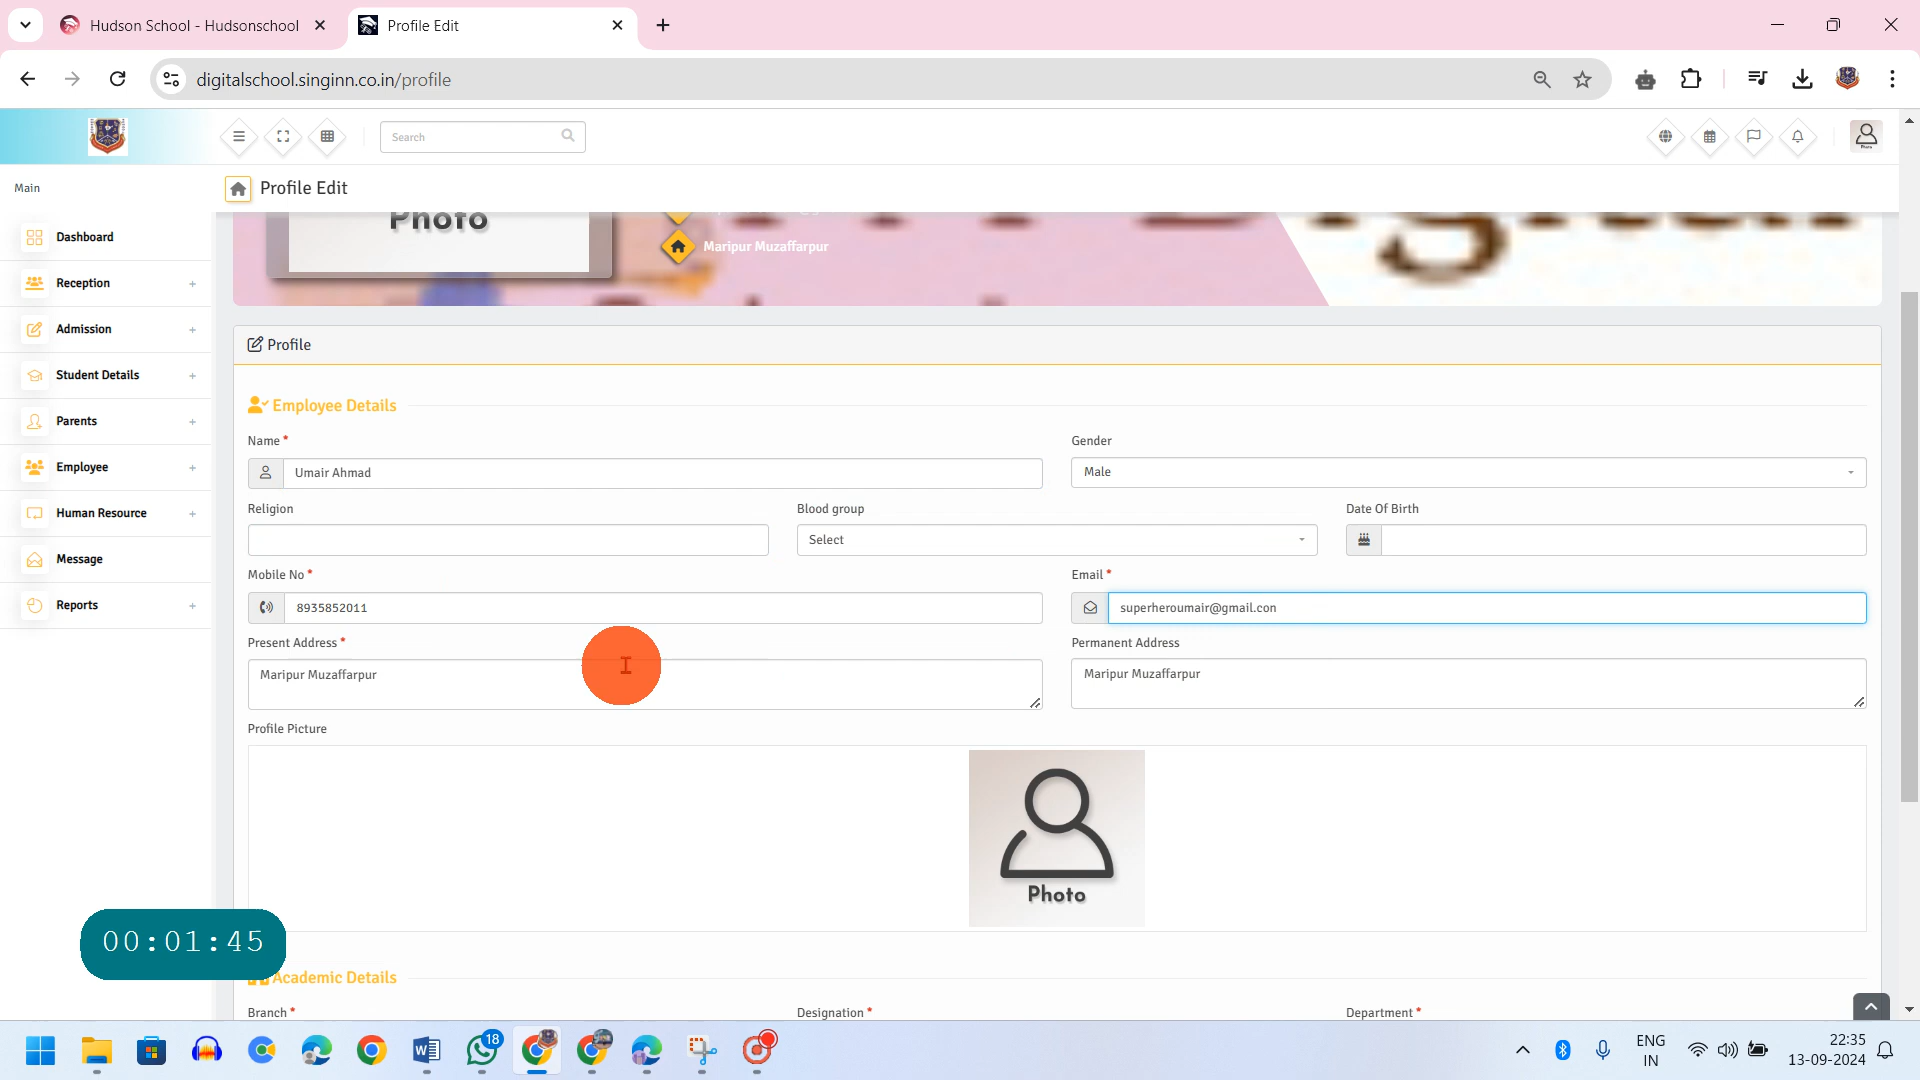 Hudson School - Hudsonschool
Profile Edit
digitalschool.singinn.co.in/profile
Search
Main
Profile Edit
Photo
Maripur Muzaffarpur
Dashboard
Reception
Admission
Student Details
Parents
Employee
Human Resource
Message
Reports
Profile
Employee Details
Name *
Gender
Umair Ahmad
Male
Religion
Blood group
Date Of Birth
Select
Mobile No *
Email *
8935852011
superheroumair@gmail.con
Present Address *
Permanent Address
Maripur Muzaffarpur
Maripur Muzaffarpur
Profile Picture
Photo
00:01:45
Academic Details
Branch *
Designation *
Department *
18
ENG
IN
22:35
13-09-2024